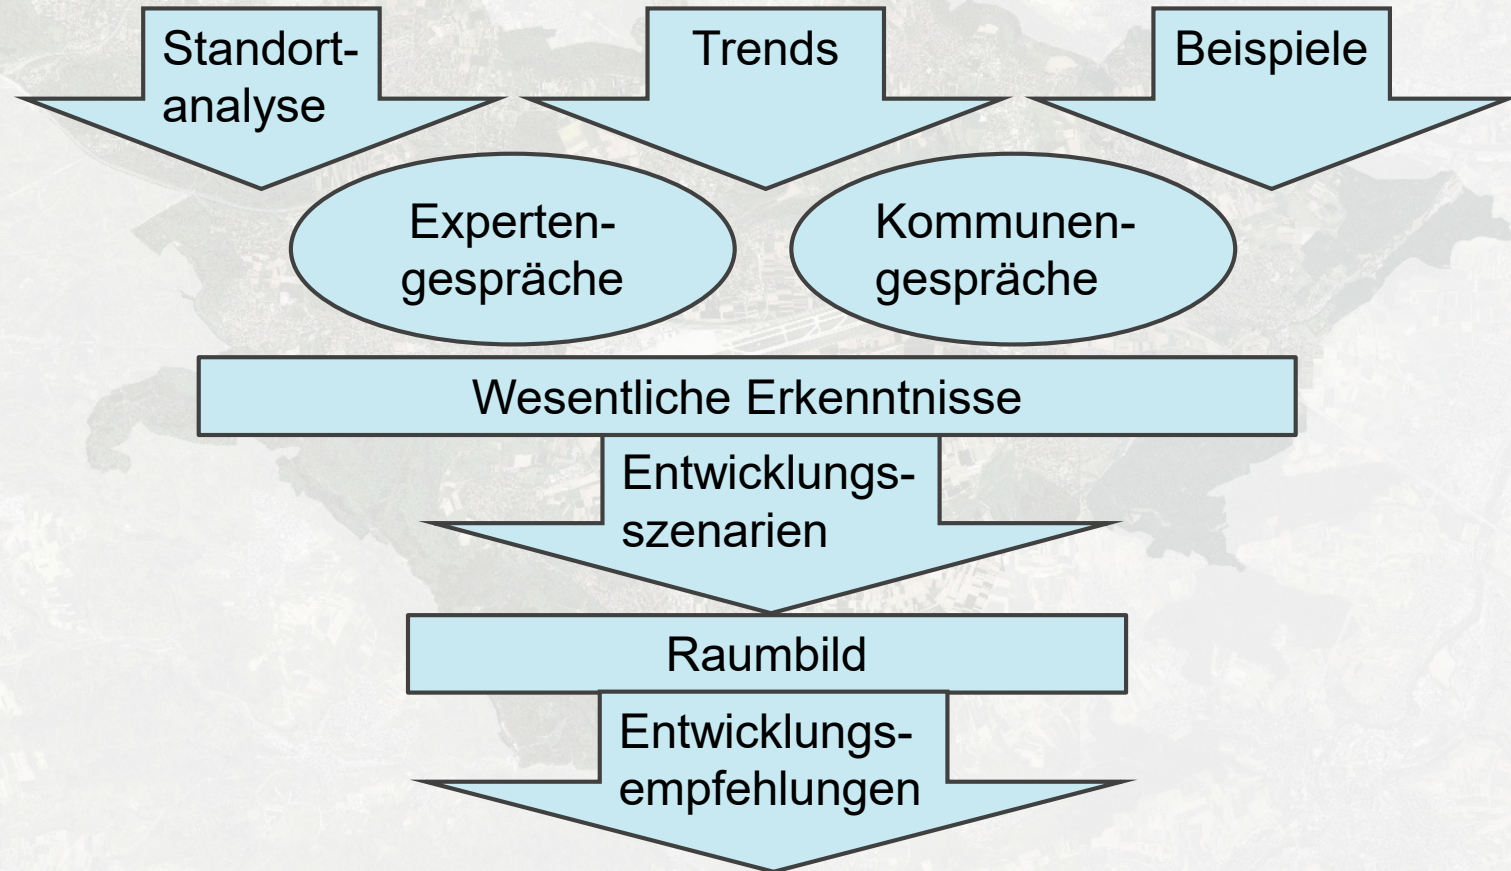 Standort-
analyse
Trends
Beispiele
Experten-
gespräche
Kommunen-
gespräche
Wesentliche Erkenntnisse
Entwicklungs-
szenarien
Raumbild
Entwicklungs-
empfehlungen